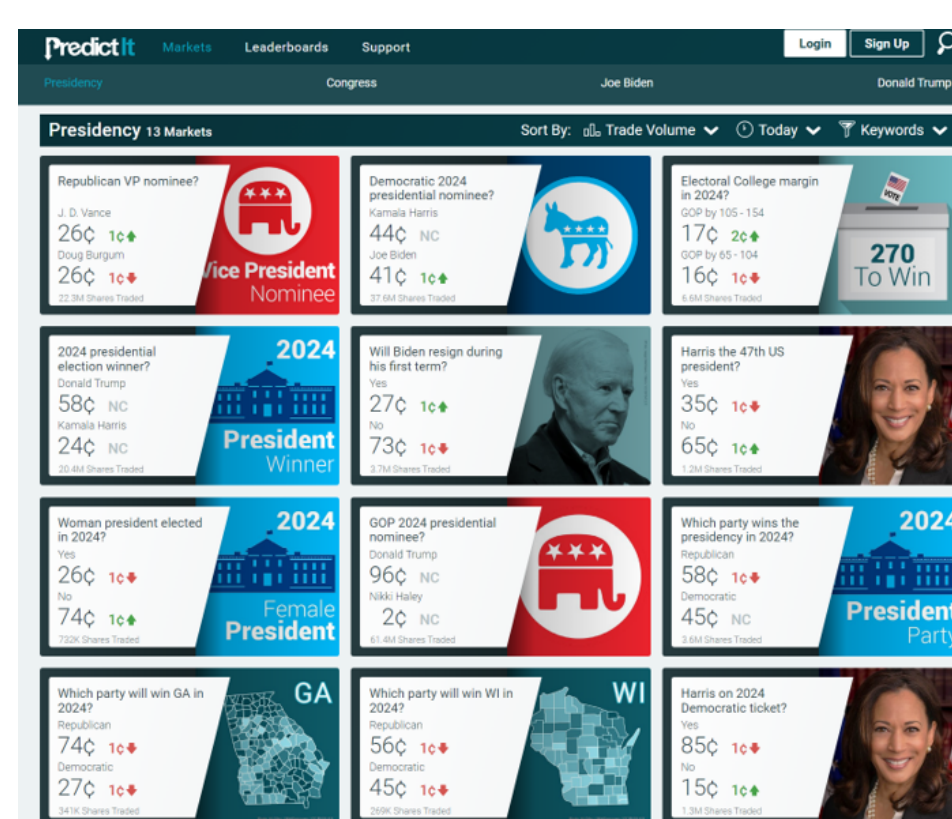 PredictIt Markets Leaderboards Support Login Sign Up
Presidency Congress Joe Biden Donald Trump
Presidency 13 Markets Sort By: Trade Volume Today Keywords
Republican VP nominee?
J. D. Vance
26¢ 1¢
Doug Burgum
26¢ 1¢
22.3M Shares Traded
Vice President
Nominee
Democratic 2024
presidential nominee?
Kamala Harris
44¢ NC
Joe Biden
41¢ 1¢
37.6M Shares Traded
Electoral College margin
in 2024?
GOP by 105 - 154
17¢ 2¢
GOP by 65 - 104
16¢ 1¢
6.6M Shares Traded
VOTE
270
To Win
2024 presidential
election winner?
Donald Trump
58¢ NC
Kamala Harris
24¢ NC
20.4M Shares Traded
2024
President
Winner
Will Biden resign during
his first term?
Yes
27¢ 1¢
No
73¢ 1¢
3.7M Shares Traded
Harris the 47th US
president?
Yes
35¢ 1¢
No
65¢ 1¢
1.2M Shares Traded
Woman president elected
in 2024?
Yes
26¢ 1¢
No
74¢ 1¢
732K Shares Traded
2024
Female
President
GOP 2024 presidential
nominee?
Donald Trump
96¢ NC
Nikki Haley
2¢ NC
61.4M Shares Traded
Which party wins the
presidency in 2024?
Republican
58¢ 1¢
Democratic
45¢ NC
3.6M Shares Traded
2024
President
Party
Which party will win GA in
2024?
Republican
74¢ 1¢
Democratic
27¢ 1¢
341K Shares Traded
GA
Which party will win WI in
2024?
Republican
56¢ 1¢
Democratic
45¢ 1¢
269K Shares Traded
WI
Harris on 2024
Democratic ticket?
Yes
85¢ 1¢
No
15¢ 1¢
1.3M Shares Traded